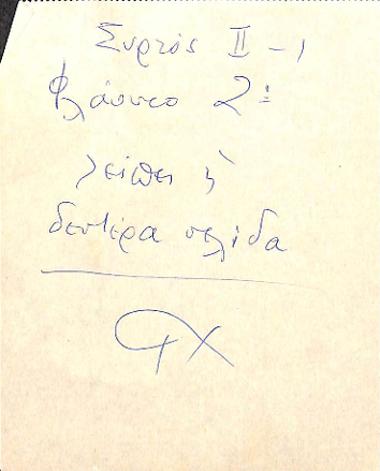 Συρτός II - 1
Φλάουτο 2:
λείπει ἡ
δευτέρα σελίδα